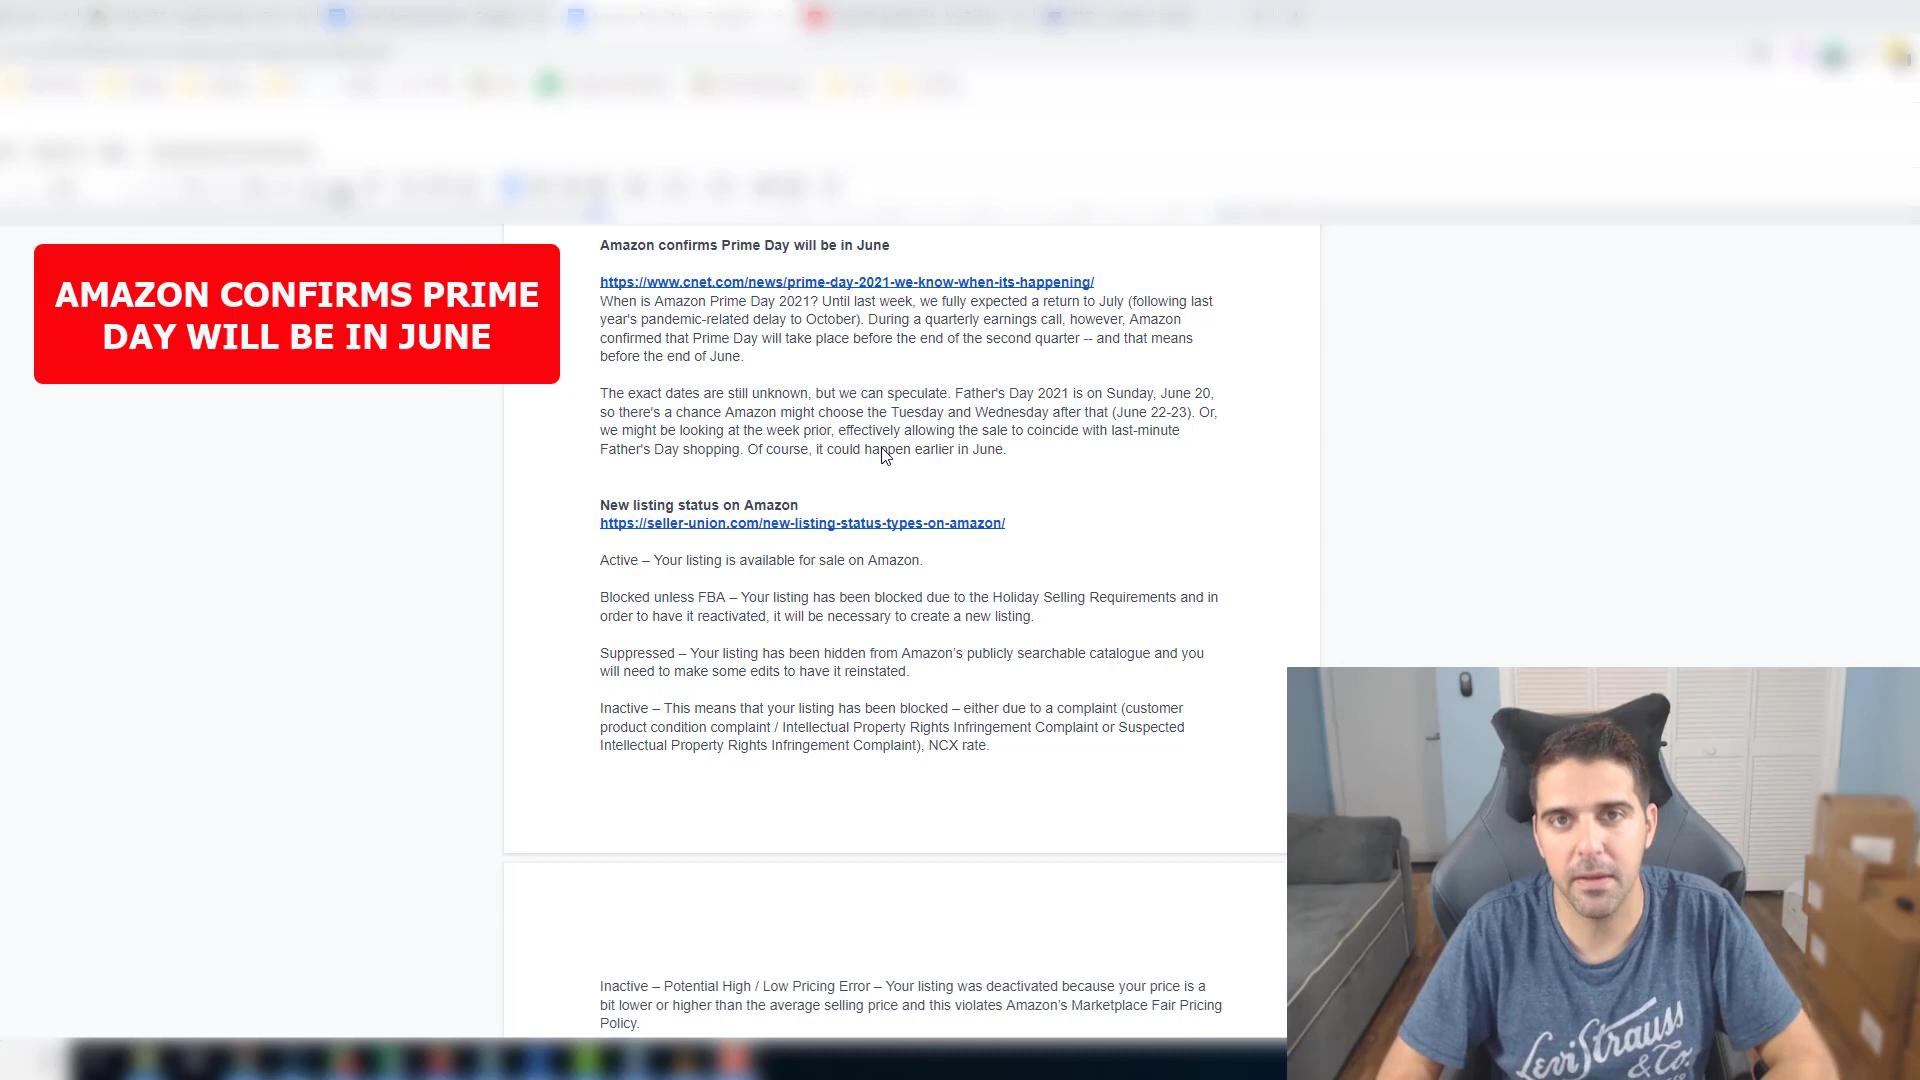 AMAZON CONFIRMS PRIME
DAY WILL BE IN JUNE
Amazon confirms Prime Day will be in June
https://www.cnet.com/news/prime-day-2021-we-know-when-its-happening/
When is Amazon Prime Day 2021? Until last week, we fully expected a return to July (following last
year's pandemic-related delay to October). During a quarterly earnings call, however, Amazon
confirmed that Prime Day will take place before the end of the second quarter -- and that means
before the end of June.
The exact dates are still unknown, but we can speculate. Father's Day 2021 is on Sunday, June 20,
so there's a chance Amazon might choose the Tuesday and Wednesday after that (June 22-23). Or,
we might be looking at the week prior, effectively allowing the sale to coincide with last-minute
Father's Day shopping. Of course, it could happen earlier in June.
New listing status on Amazon
https://seller-union.com/new-listing-status-types-on-amazon/
Active – Your listing is available for sale on Amazon.
Blocked unless FBA – Your listing has been blocked due to the Holiday Selling Requirements and in
order to have it reactivated, it will be necessary to create a new listing.
Suppressed – Your listing has been hidden from Amazon’s publicly searchable catalogue and you
will need to make some edits to have it reinstated.
Inactive – This means that your listing has been blocked – either due to a complaint (customer
product condition complaint / Intellectual Property Rights Infringement Complaint or Suspected
Intellectual Property Rights Infringement Complaint), NCX rate.
Inactive – Potential High / Low Pricing Error – Your listing was deactivated because your price is a
bit lower or higher than the average selling price and this violates Amazon’s Marketplace Fair Pricing
Policy.
Levi Strauss
& Co.